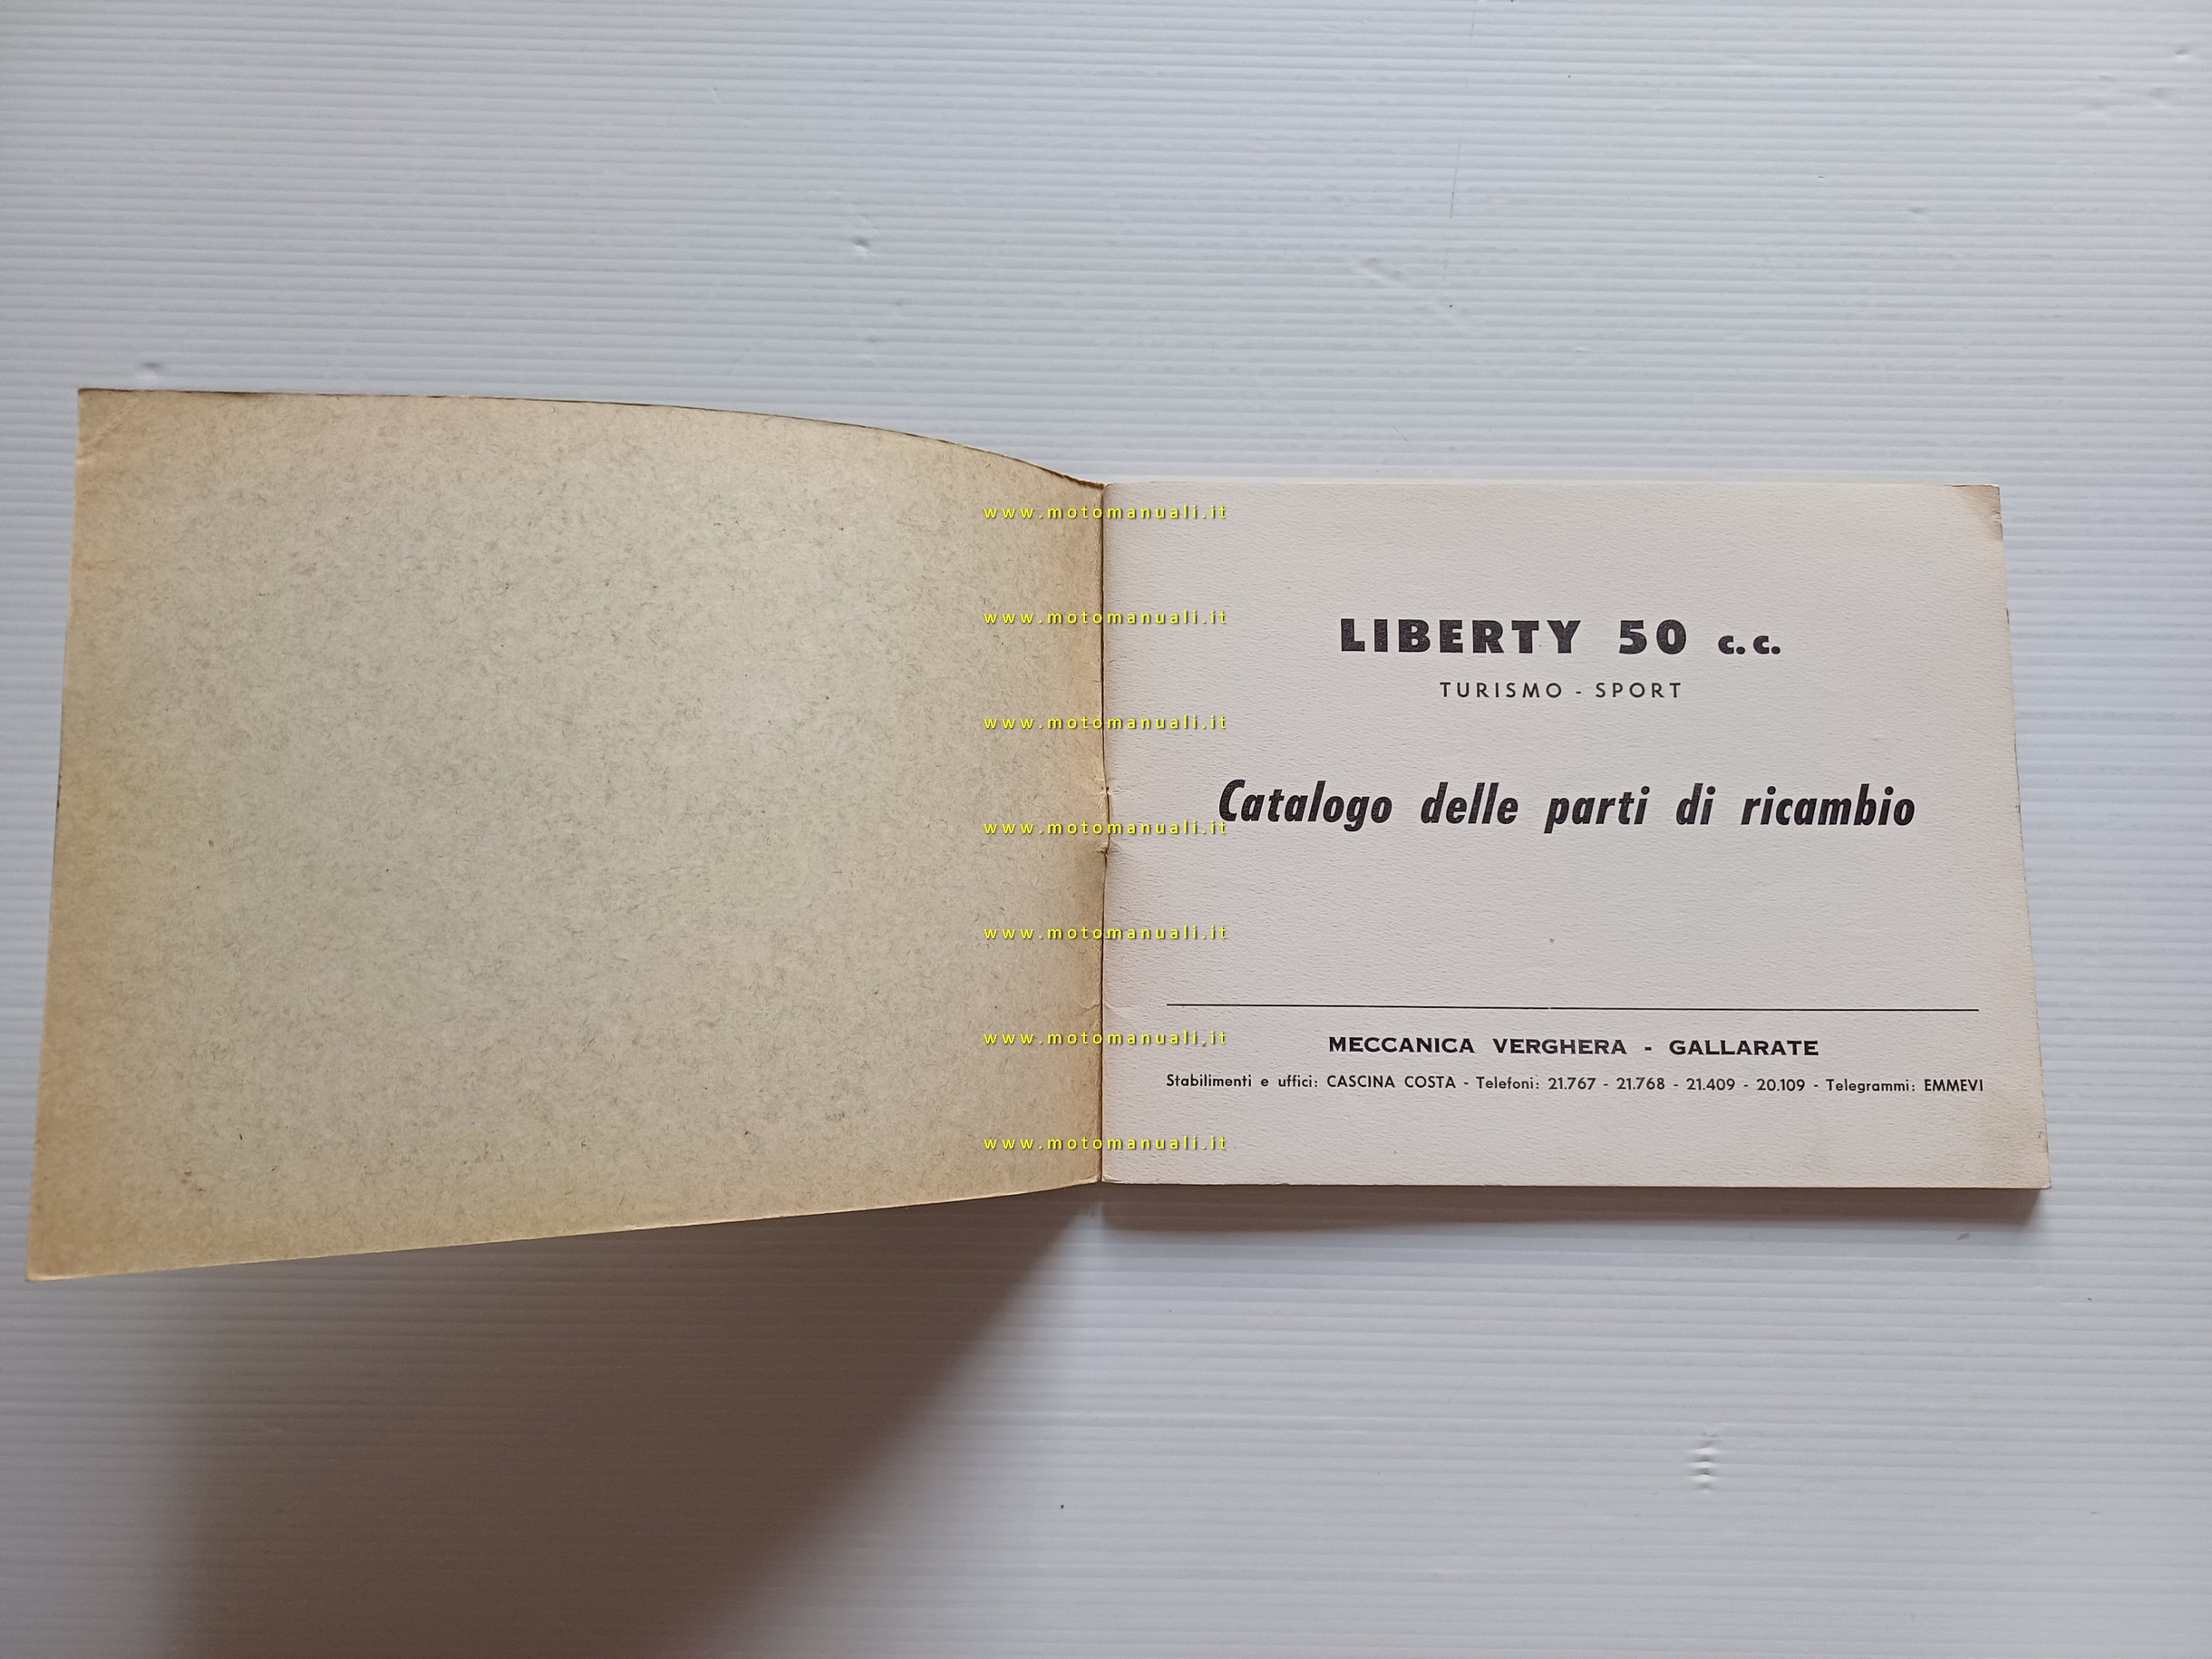 www.motomanuali.it
www.motomanuali.it
LIBERTY 50 c.c.
TURISMO - SPORT
www.motomanuali.it
Catalogo delle parti di ricambio
www.motomanuali.it
www.motomanuali.it
www.motomanuali.it
MECCANICA VERGHERA - GALLARATE
Stabilimenti e uffici: CASCINA COSTA - Telefoni: 21.767 - 21.768 - 21.409 - 20.109 - Telegrammi: EMMEVI
www.motomanuali.it